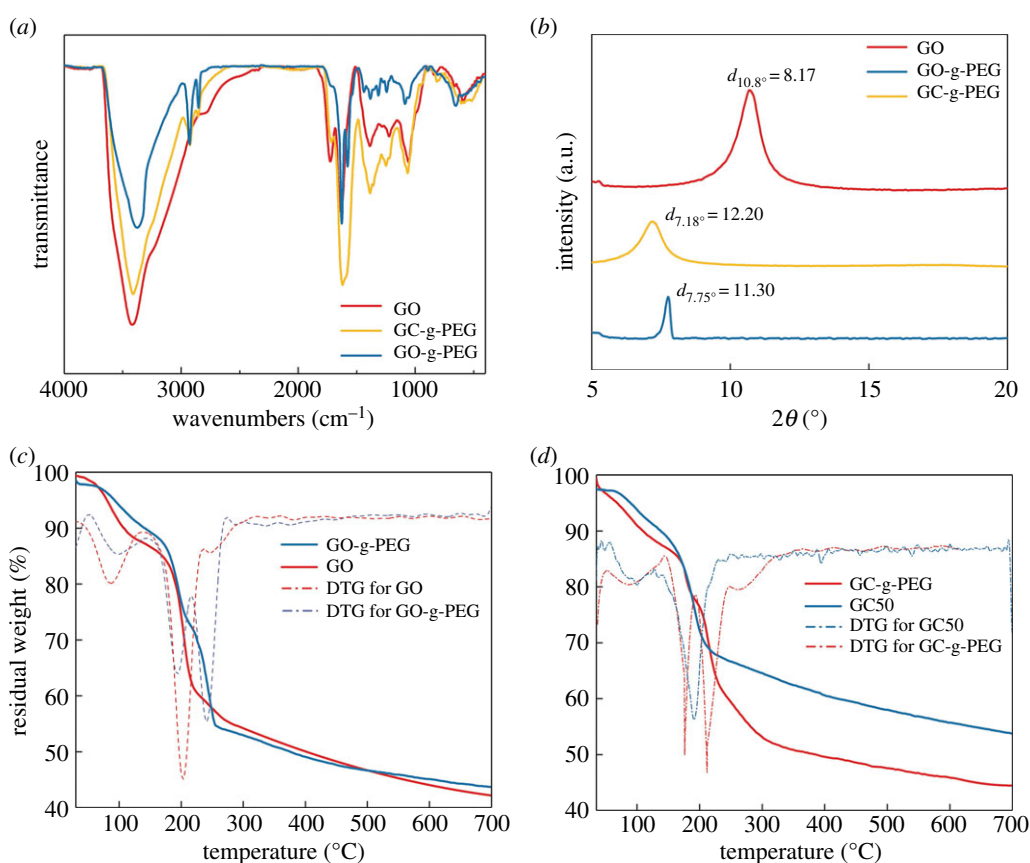 (a)
transmittance
GO
GC-g-PEG
GO-g-PEG
4000 3000 2000 1000
wavenumbers (cm⁻¹)
(b)
GO
GO-g-PEG
GC-g-PEG
d10.8° = 8.17
d7.18° = 12.20
d7.75° = 11.30
intensity (a.u.)
5 10 15 20
2θ (°)
(c)
100
90
80
70
60
50
40
residual weight (%)
GO-g-PEG
GO
DTG for GO
DTG for GO-g-PEG
100 200 300 400 500 600 700
temperature (°C)
(d)
100
90
80
70
60
50
40
GC-g-PEG
GC50
DTG for GC50
DTG for GC-g-PEG
100 200 300 400 500 600 700
temperature (°C)